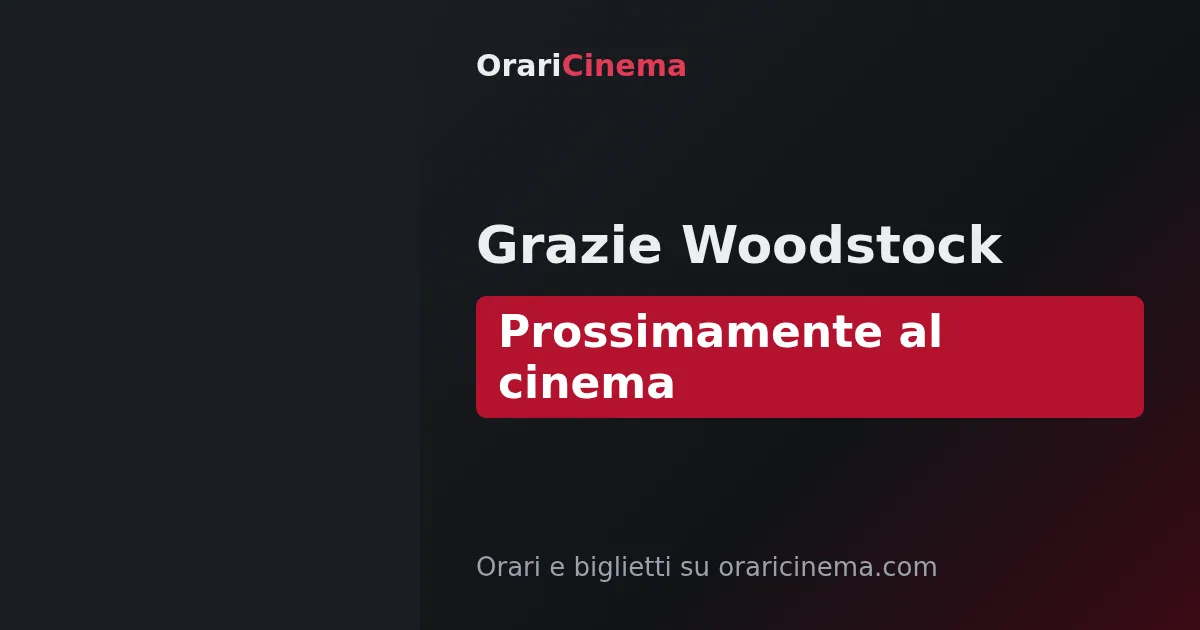 OrariCinema
Grazie Woodstock
Prossimamente al
cinema
Orari e biglietti su oraricinema.com